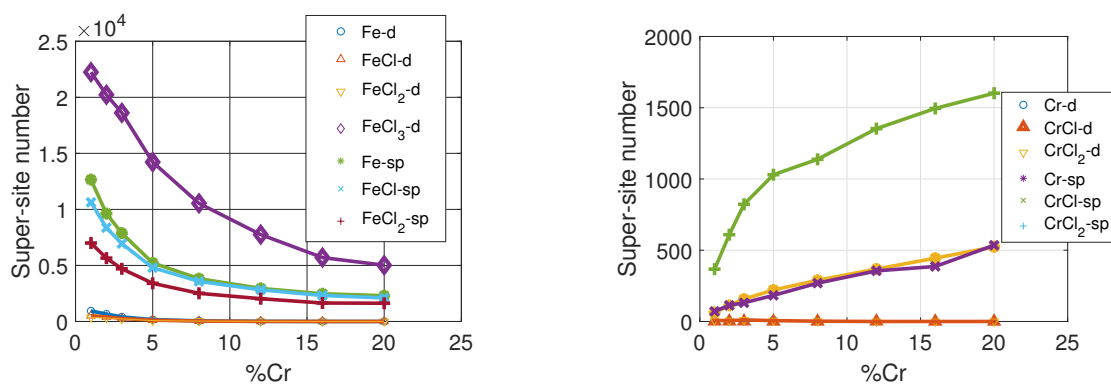 ×10⁴
2.5
2
1.5
1
0.5
0
0 5 10 15 20 25
%Cr
Super-site number
Fe-d
FeCl-d
FeCl₂-d
FeCl₃-d
Fe-sp
FeCl-sp
FeCl₂-sp
2000
1500
1000
500
0
0 5 10 15 20 25
%Cr
Super-site number
Cr-d
CrCl-d
CrCl₂-d
Cr-sp
CrCl-sp
CrCl₂-sp